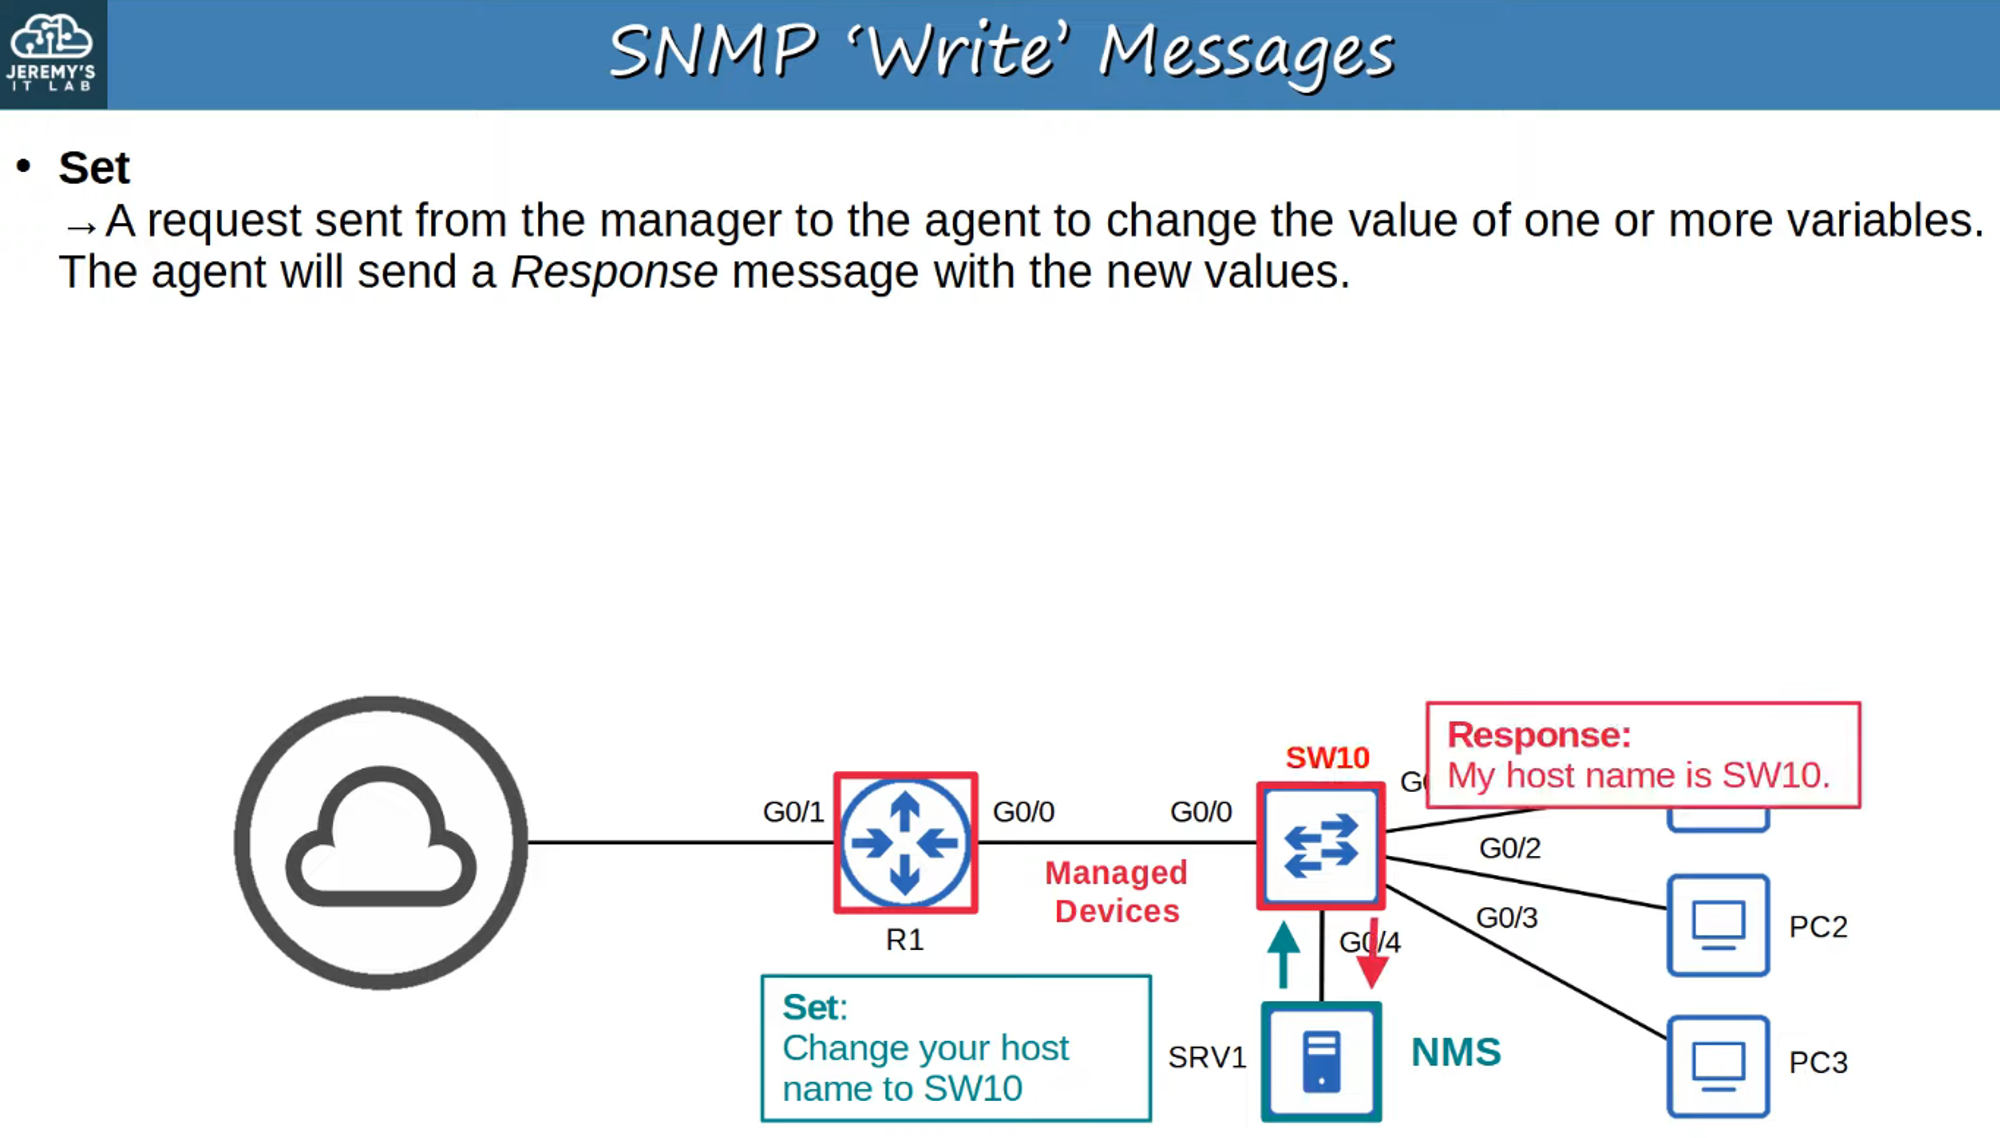 JEREMY'S
IT LAB
SNMP ‘Write’ Messages
• Set
→A request sent from the manager to the agent to change the value of one or more variables.
The agent will send a Response message with the new values.
Response:
My host name is SW10.
SW10
G0/1
G0/0
G0/0
G0/2
Managed
Devices
G0/3
R1
G0/4
PC2
Set:
Change your host
name to SW10
SRV1
NMS
PC3